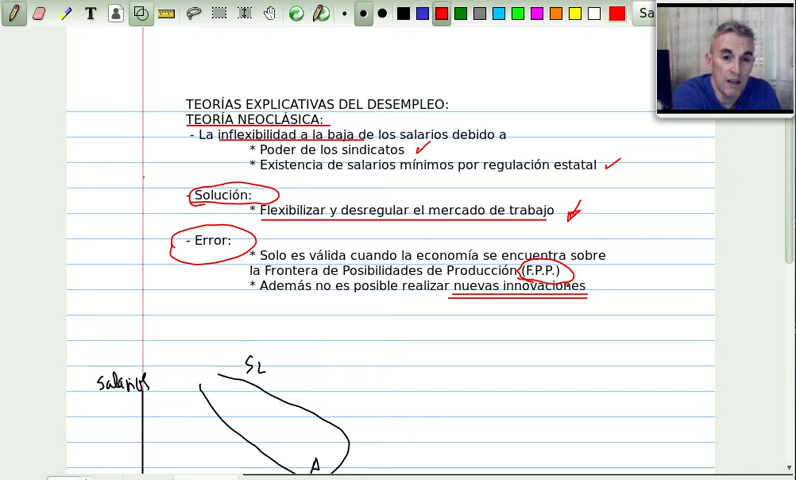 T
Sa
TEORÍAS EXPLICATIVAS DEL DESEMPLEO:
TEORÍA NEOCLÁSICA:
- La inflexibilidad a la baja de los salarios debido a
* Poder de los sindicatos
* Existencia de salarios mínimos por regulación estatal
- Solución:
* Flexibilizar y desregular el mercado de trabajo
- Error:
* Solo es válida cuando la economía se encuentra sobre
la Frontera de Posibilidades de Producción (F.P.P.)
* Además no es posible realizar nuevas innovaciones
SL
salarios
A